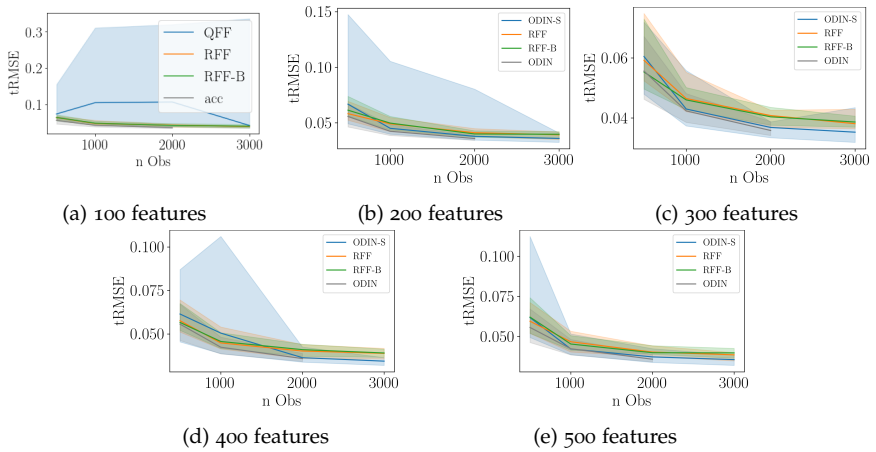 0.3
0.1
tRMSE
1000
2000
3000
n Obs
QFF
RFF
RFF-B
acc
(a) 100 features
0.15
0.10
0.05
tRMSE
1000
2000
3000
n Obs
ODIN-S
RFF
RFF-B
ODIN
(b) 200 features
0.06
0.04
tRMSE
1000
2000
3000
n Obs
ODIN-S
RFF
RFF-B
ODIN
(c) 300 features
0.100
0.075
0.050
tRMSE
1000
2000
3000
n Obs
ODIN-S
RFF
RFF-B
ODIN
(d) 400 features
0.100
0.075
0.050
tRMSE
1000
2000
3000
n Obs
ODIN-S
RFF
RFF-B
ODIN
(e) 500 features